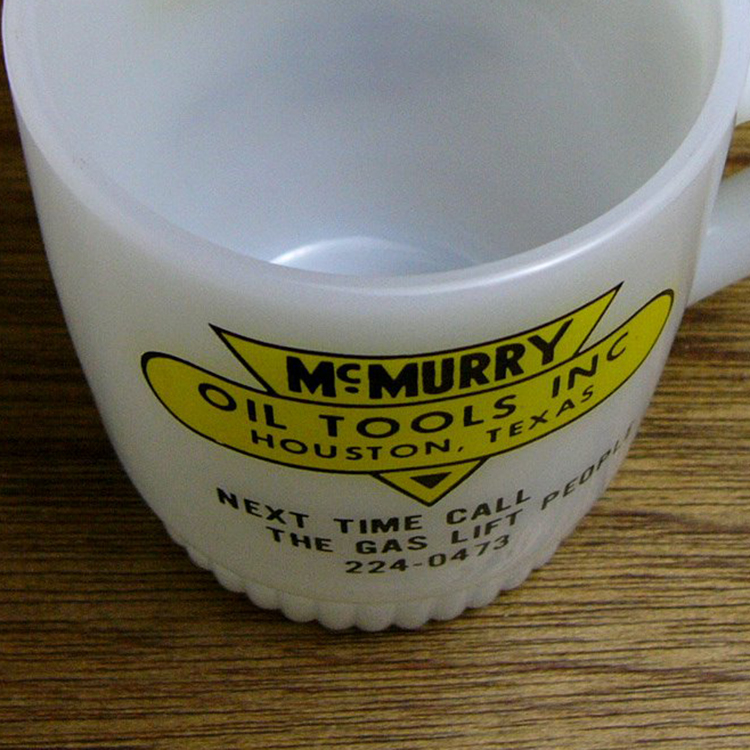 McMURRY
OIL TOOLS INC
HOUSTON, TEXAS
NEXT TIME CALL
THE GAS LIFT PEOPLE
224-0473